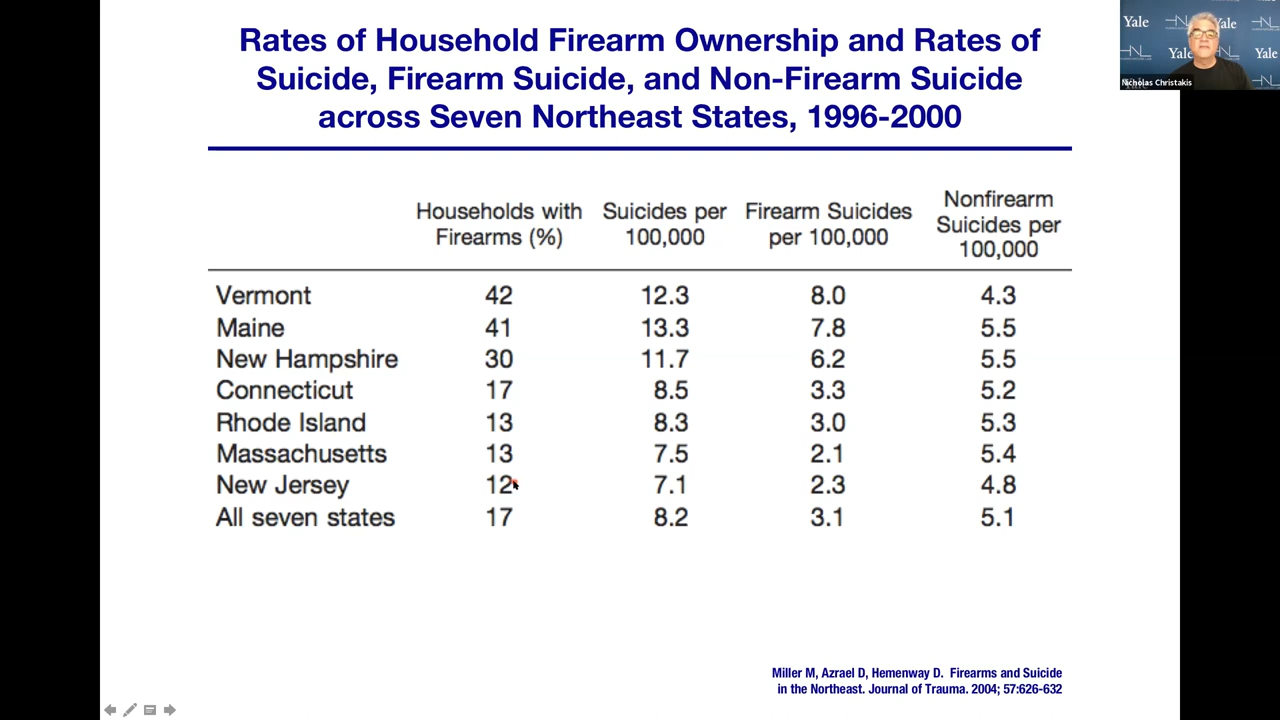 Rates of Household Firearm Ownership and Rates of
Suicide, Firearm Suicide, and Non-Firearm Suicide
across Seven Northeast States, 1996-2000
Yale
Yale
Yale
Yale
Nicholas Christakis
Households with Firearms (%) Suicides per 100,000 Firearm Suicides per 100,000 Nonfirearm Suicides per 100,000
Vermont 42 12.3 8.0 4.3
Maine 41 13.3 7.8 5.5
New Hampshire 30 11.7 6.2 5.5
Connecticut 17 8.5 3.3 5.2
Rhode Island 13 8.3 3.0 5.3
Massachusetts 13 7.5 2.1 5.4
New Jersey 12 7.1 2.3 4.8
All seven states 17 8.2 3.1 5.1
Miller M, Azrael D, Hemenway D. Firearms and Suicide
in the Northeast. Journal of Trauma. 2004; 57:626-632